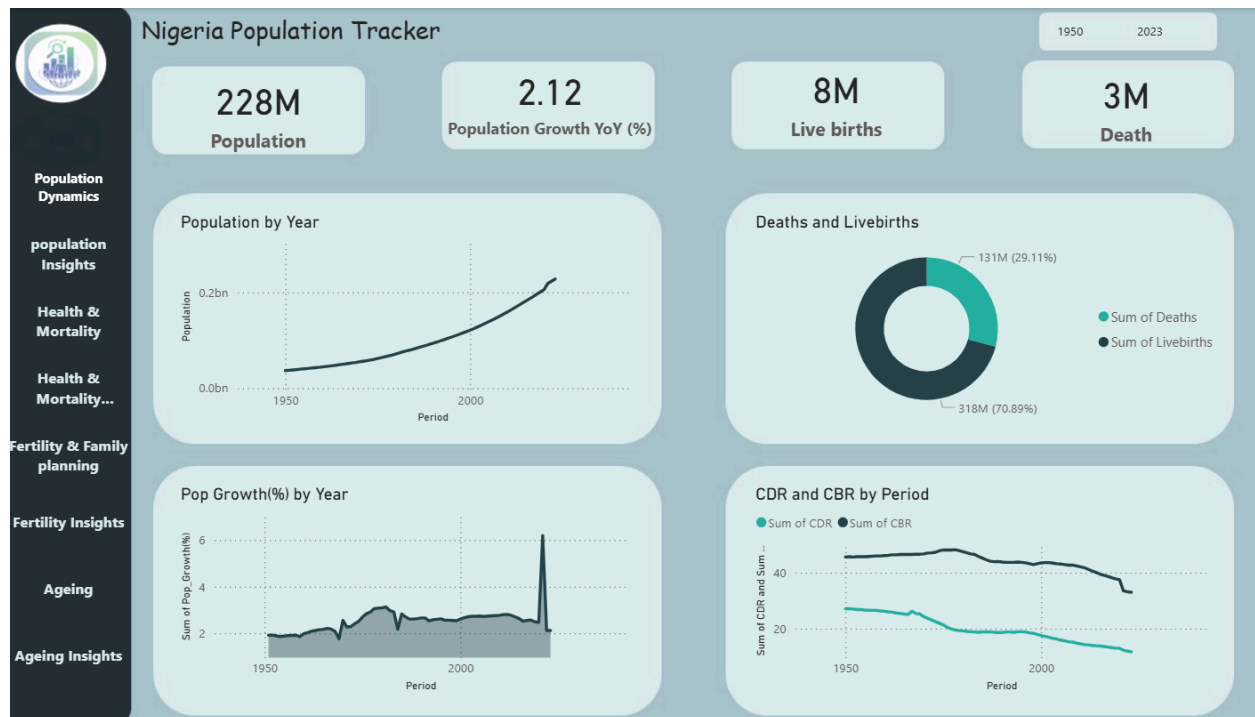 Nigeria Population Tracker
1950 2023
228M
Population
2.12
Population Growth YoY (%)
8M
Live births
3M
Death
Population
Dynamics
population
Insights
Health &
Mortality
Health &
Mortality...
Fertility & Family
planning
Fertility Insights
Ageing
Ageing Insights
Population by Year
Population
0.2bn
0.0bn
1950 2000
Period
Deaths and Livebirths
131M (29.11%)
318M (70.89%)
Sum of Deaths
Sum of Livebirths
Pop Growth(%) by Year
Sum of Pop_Growth(%)
6
4
2
1950 2000
Period
CDR and CBR by Period
Sum of CDR Sum of CBR
Sum of CDR and Sum ...
40
20
1950 2000
Period